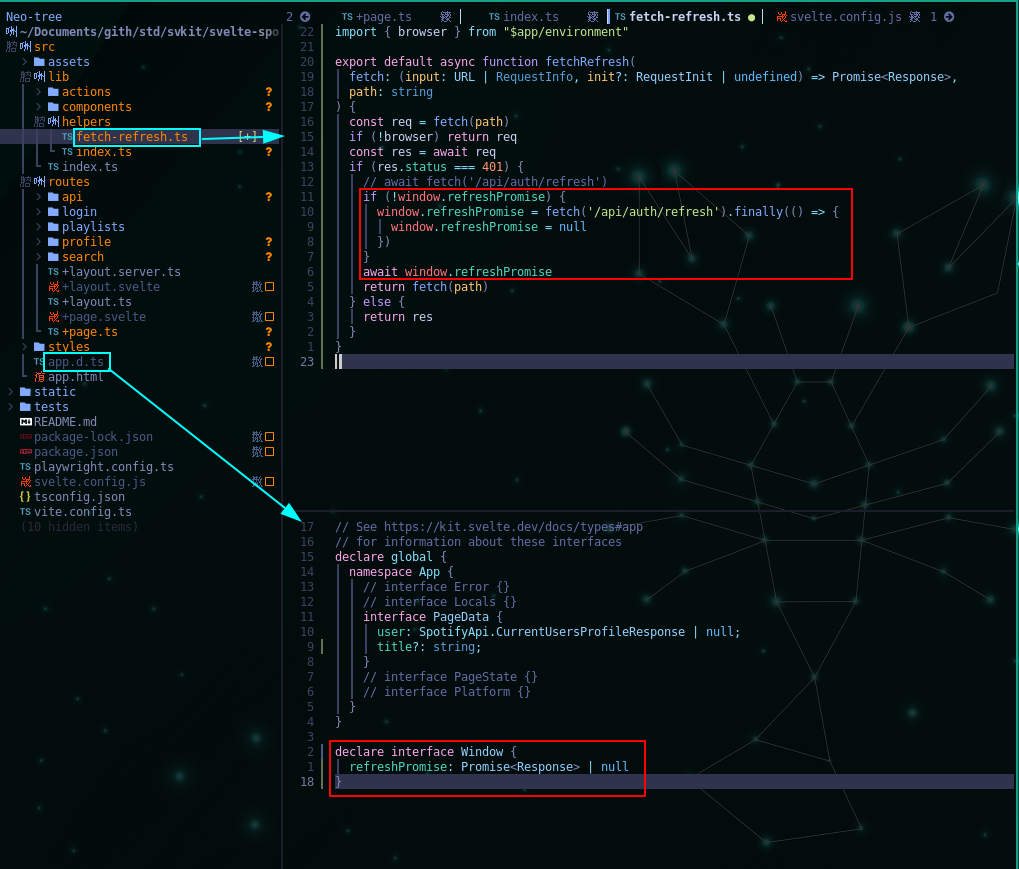 Neo-tree
~/Documents/gith/std/svkit/svelte-spo
src
assets
lib
actions ?
components ?
helpers
TS fetch-refresh.ts [+]
TS index.ts ?
TS index.ts
routes
api ?
login
playlists
profile ?
search ?
TS +layout.server.ts
+layout.svelte
TS +layout.ts
+page.svelte
TS +page.ts ?
styles ?
TS app.d.ts
app.html
static
tests
README.md
package-lock.json
package.json
TS playwright.config.ts
svelte.config.js
{} tsconfig.json
TS vite.config.ts
(10 hidden items)
2 TS +page.ts TS index.ts TS fetch-refresh.ts ● svelte.config.js 1
22 import { browser } from "$app/environment"
21
20 export default async function fetchRefresh(
19 fetch: (input: URL | RequestInfo, init?: RequestInit | undefined) => Promise<Response>,
18 path: string
17 ) {
16 const req = fetch(path)
15 if (!browser) return req
14 const res = await req
13 if (res.status === 401) {
12 // await fetch('/api/auth/refresh')
11 if (!window.refreshPromise) {
10 window.refreshPromise = fetch('/api/auth/refresh').finally(() => {
9 window.refreshPromise = null
8 })
7 }
6 await window.refreshPromise
5 return fetch(path)
4 } else {
3 return res
2 }
1 }
23
17 // See https://kit.svelte.dev/docs/types#app
16 // for information about these interfaces
15 declare global {
14 namespace App {
13 // interface Error {}
12 // interface Locals {}
11 interface PageData {
10 user: SpotifyApi.CurrentUsersProfileResponse | null;
9 title?: string;
8 }
7 // interface PageState {}
6 // interface Platform {}
5 }
4 }
3
2 declare interface Window {
1 refreshPromise: Promise<Response> | null
18 }